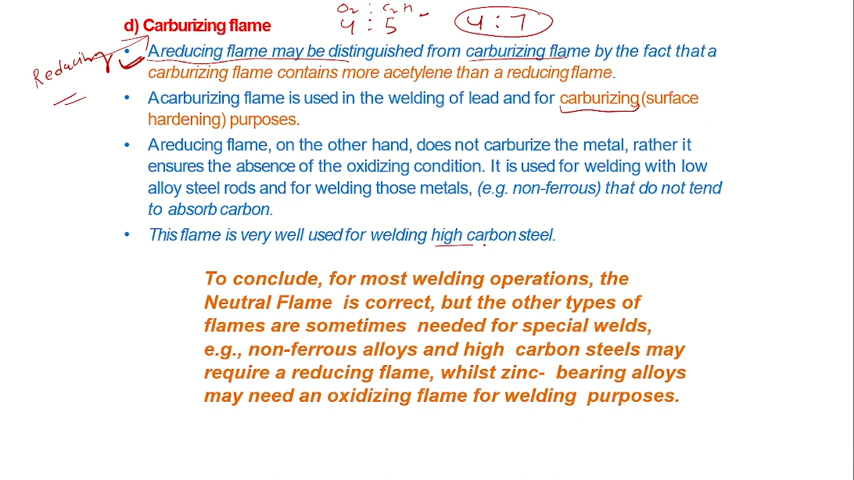 O₂ : C₂H₂
d) Carburizing flame 4 : 5 4 : 7
Reducing
• A reducing flame may be distinguished from carburizing flame by the fact that a
carburizing flame contains more acetylene than a reducing flame.
• A carburizing flame is used in the welding of lead and for carburizing (surface
hardening) purposes.
• A reducing flame, on the other hand, does not carburize the metal, rather it
ensures the absence of the oxidizing condition. It is used for welding with low
alloy steel rods and for welding those metals, (e.g. non-ferrous) that do not tend
to absorb carbon.
• This flame is very well used for welding high carbon steel.
To conclude, for most welding operations, the
Neutral Flame is correct, but the other types of
flames are sometimes needed for special welds,
e.g., non-ferrous alloys and high carbon steels may
require a reducing flame, whilst zinc- bearing alloys
may need an oxidizing flame for welding purposes.